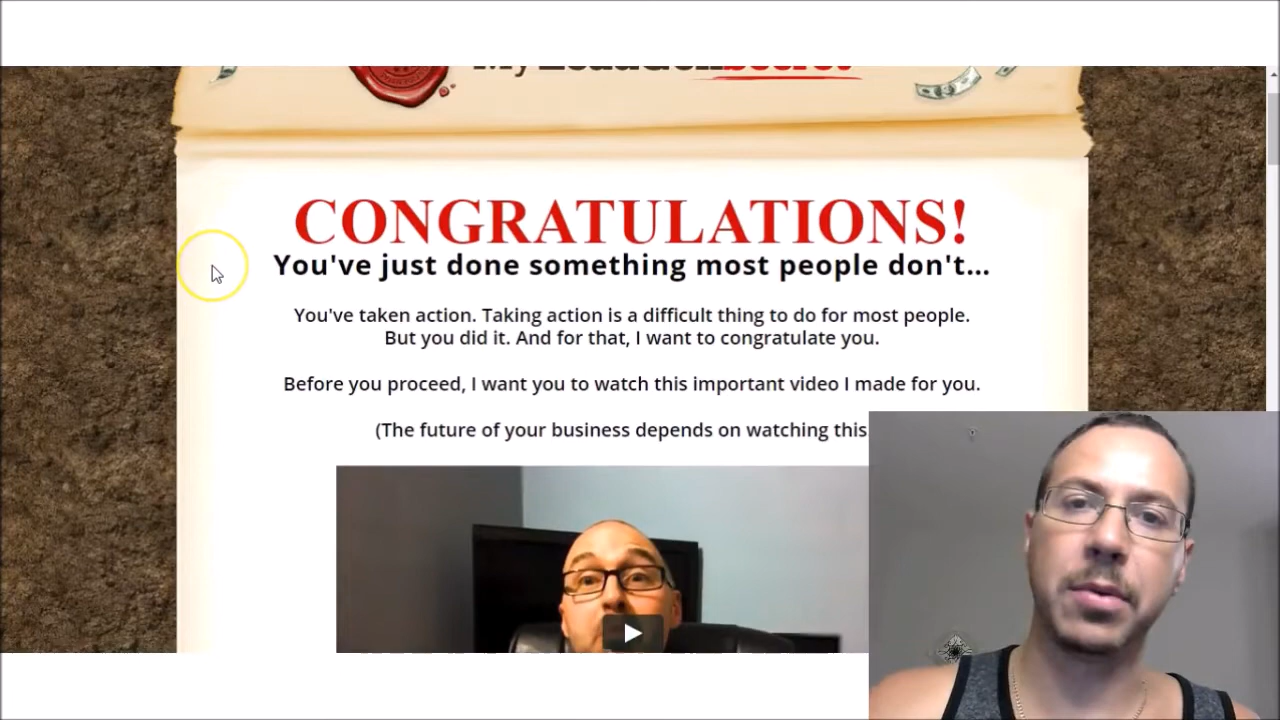 CONGRATULATIONS!
You've just done something most people don't...
You've taken action. Taking action is a difficult thing to do for most people.
But you did it. And for that, I want to congratulate you.
Before you proceed, I want you to watch this important video I made for you.
(The future of your business depends on watching this